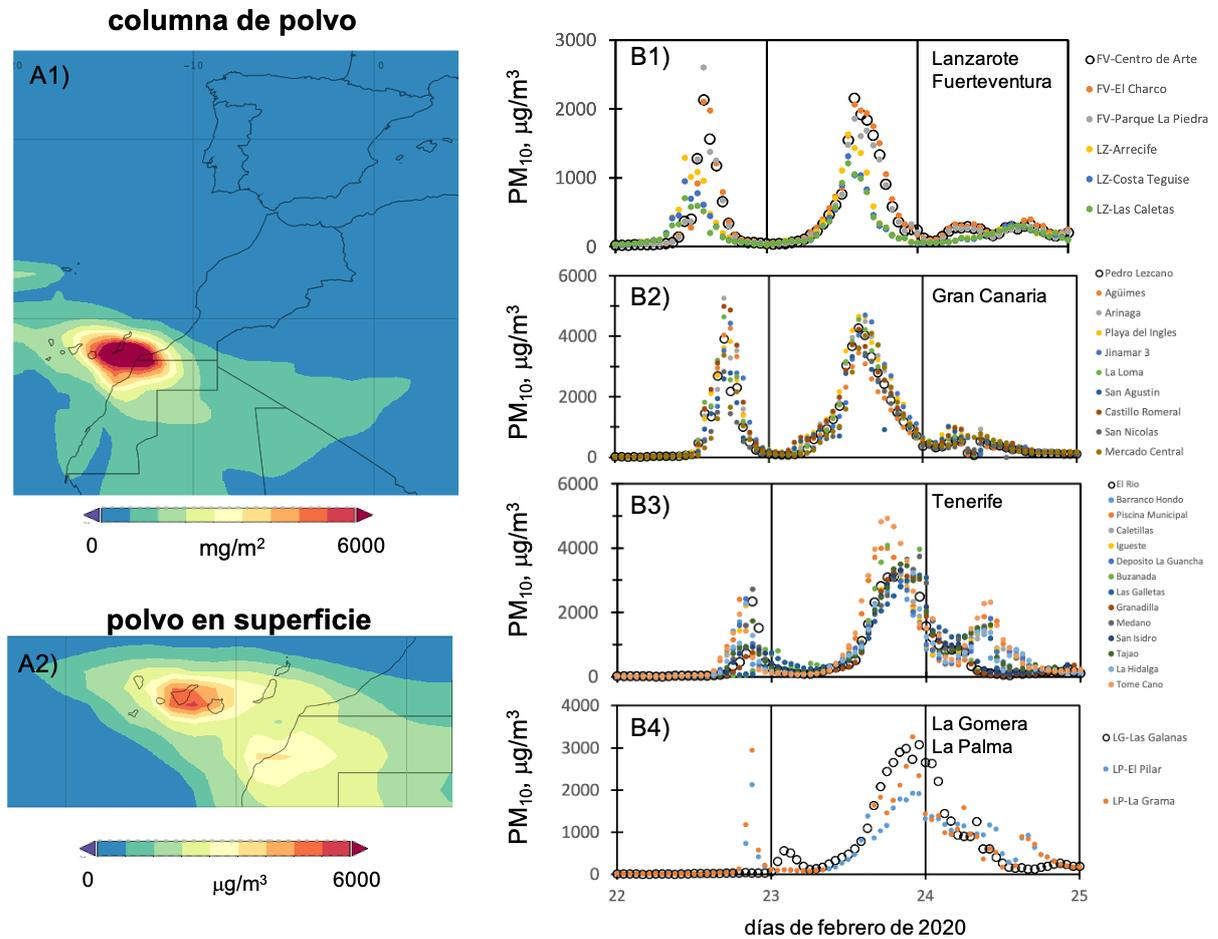 columna de polvo
A1)
-10
0
0
mg/m²
6000
polvo en superficie
A2)
0
µg/m³
6000
B1)
Lanzarote
Fuerteventura
PM₁₀, µg/m³
3000
2000
1000
0
FV-Centro de Arte
FV-El Charco
FV-Parque La Piedra
LZ-Arrecife
LZ-Costa Teguise
LZ-Las Caletas
B2)
Gran Canaria
PM₁₀, µg/m³
6000
4000
2000
0
Pedro Lezcano
Agüimes
Arinaga
Playa del Ingles
Jinamar 3
La Loma
San Agustin
Castillo Romeral
San Nicolas
Mercado Central
B3)
Tenerife
PM₁₀, µg/m³
6000
4000
2000
0
El Rio
Barranco Hondo
Piscina Municipal
Caletillas
Igueste
Deposito La Guancha
Buzanada
Las Galletas
Granadilla
Medano
San Isidro
Tajao
La Hidalga
Tome Cano
B4)
La Gomera
La Palma
PM₁₀, µg/m³
4000
3000
2000
1000
0
LG-Las Galanas
LP-El Pilar
LP-La Grama
22
23
24
25
días de febrero de 2020